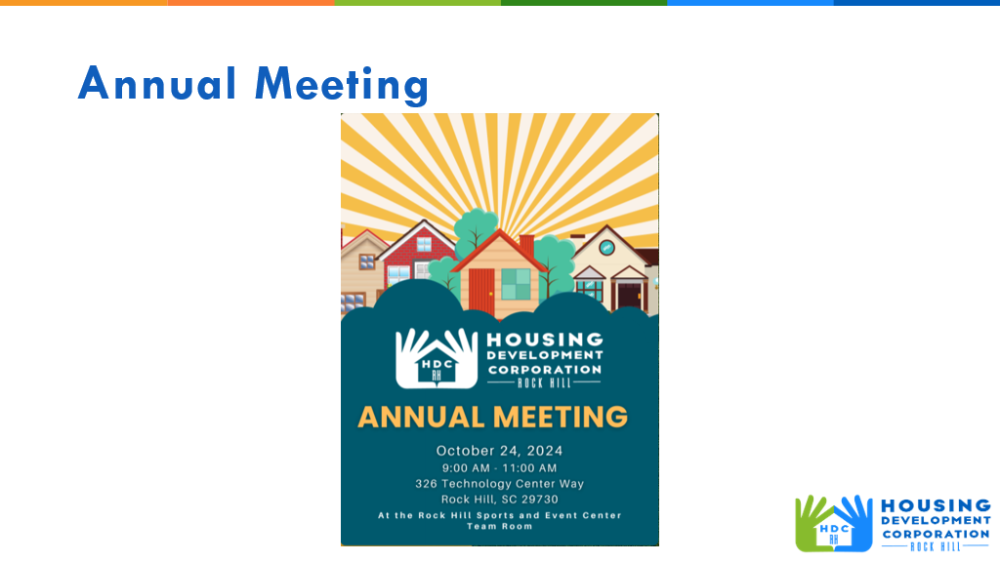 Annual Meeting
HDC
RH
HOUSING
DEVELOPMENT
CORPORATION
ROCK HILL
ANNUAL MEETING
October 24, 2024
9:00 AM - 11:00 AM
326 Technology Center Way
Rock Hill, SC 29730
At the Rock Hill Sports and Event Center
Team Room
HDC
RH
HOUSING
DEVELOPMENT
CORPORATION
ROCK HILL